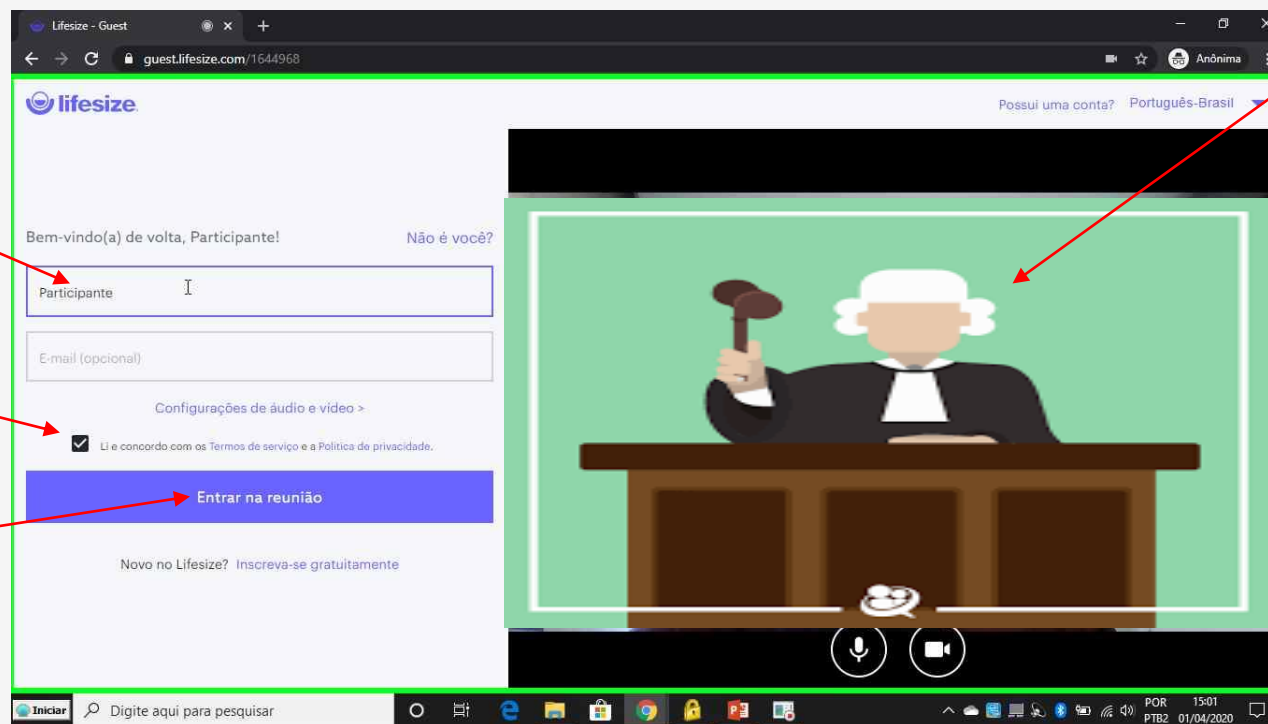 Lifesize - Guest
guest.lifesize.com/1644968
Anônima
lifesize
Possui uma conta? Português-Brasil
Bem-vindo(a) de volta, Participante! Não é você?
Participante
E-mail (opcional)
Configurações de áudio e vídeo >
Li e concordo com os Termos de serviço e a Política de privacidade.
Entrar na reunião
Novo no Lifesize? Inscreva-se gratuitamente
Iniciar
Digite aqui para pesquisar
POR 15:01
PTB2 01/04/2020